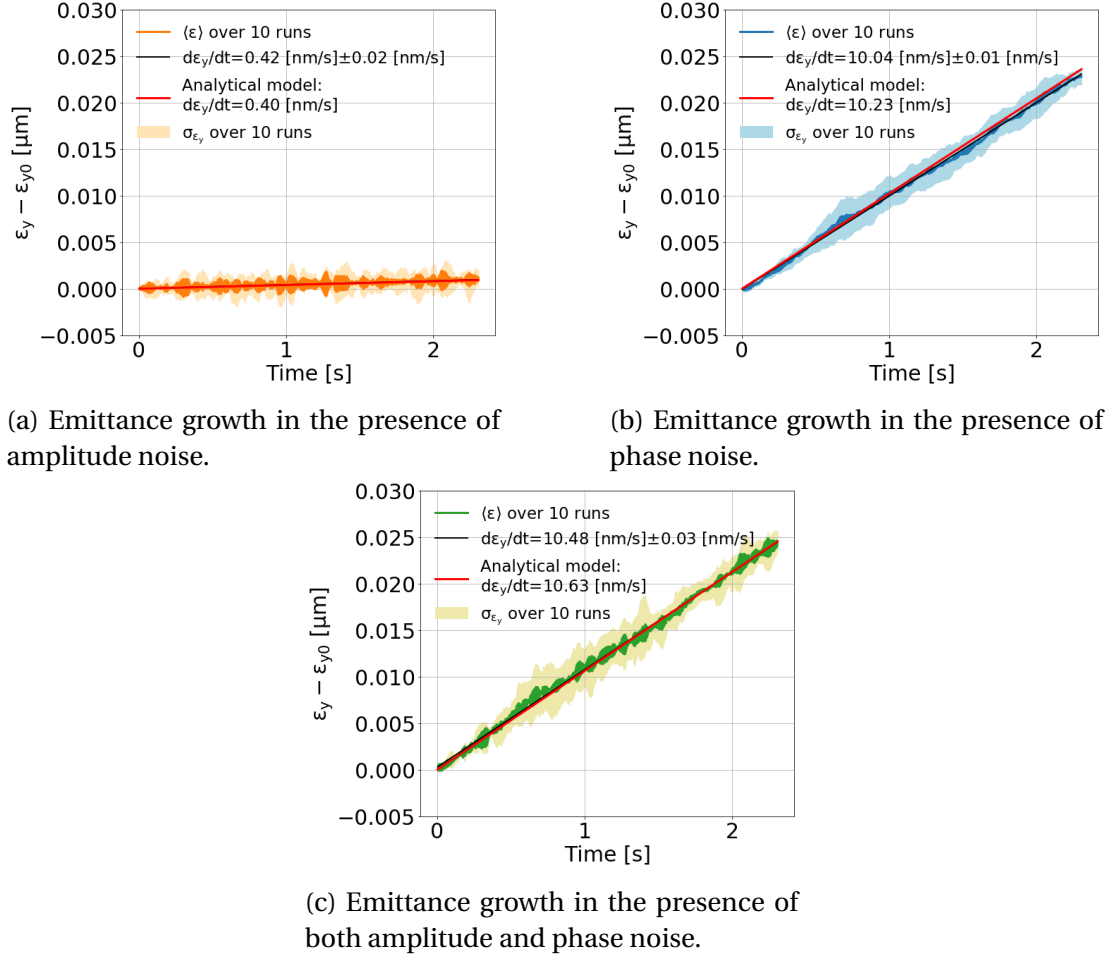 0.030
0.025
0.020
0.015
0.010
0.005
0.000
−0.005
εy − εy0 [μm]
⟨ε⟩ over 10 runs
dεy/dt=0.42 [nm/s]±0.02 [nm/s]
Analytical model:
dεy/dt=0.40 [nm/s]
σεy over 10 runs
0 1 2
Time [s]
(a) Emittance growth in the presence of
amplitude noise.
0.030
0.025
0.020
0.015
0.010
0.005
0.000
−0.005
εy − εy0 [μm]
⟨ε⟩ over 10 runs
dεy/dt=10.04 [nm/s]±0.01 [nm/s]
Analytical model:
dεy/dt=10.23 [nm/s]
σεy over 10 runs
0 1 2
Time [s]
(b) Emittance growth in the presence of
phase noise.
0.030
0.025
0.020
0.015
0.010
0.005
0.000
−0.005
εy − εy0 [μm]
⟨ε⟩ over 10 runs
dεy/dt=10.48 [nm/s]±0.03 [nm/s]
Analytical model:
dεy/dt=10.63 [nm/s]
σεy over 10 runs
0 1 2
Time [s]
(c) Emittance growth in the presence of
both amplitude and phase noise.